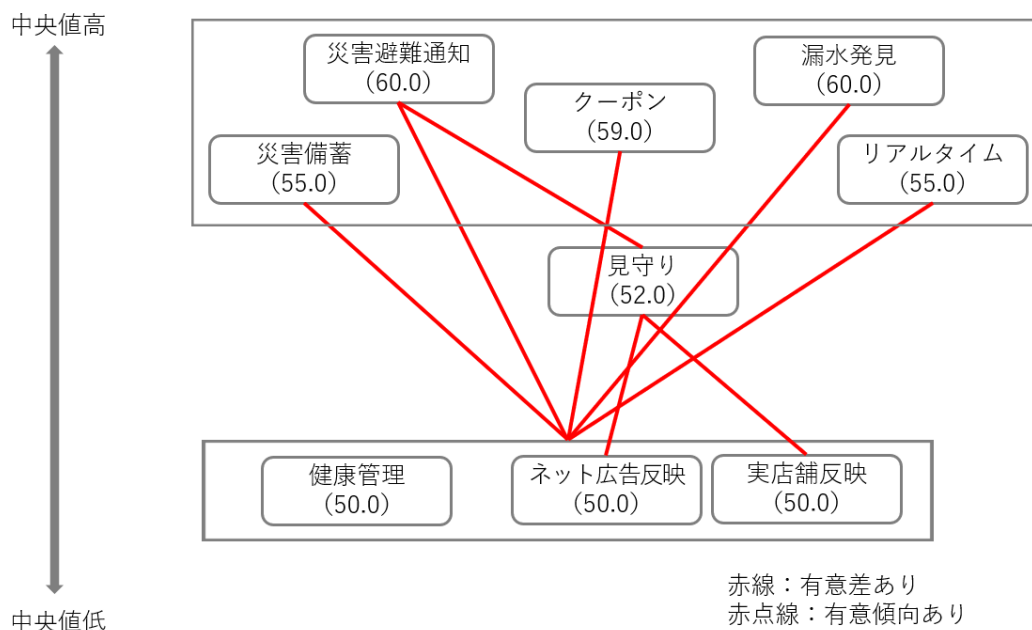 中央値高
災害避難通知
(60.0)
漏水発見
(60.0)
クーポン
(59.0)
災害備蓄
(55.0)
リアルタイム
(55.0)
見守り
(52.0)
健康管理
(50.0)
ネット広告反映
(50.0)
実店舗反映
(50.0)
赤線：有意差あり
赤点線：有意傾向あり
中央値低